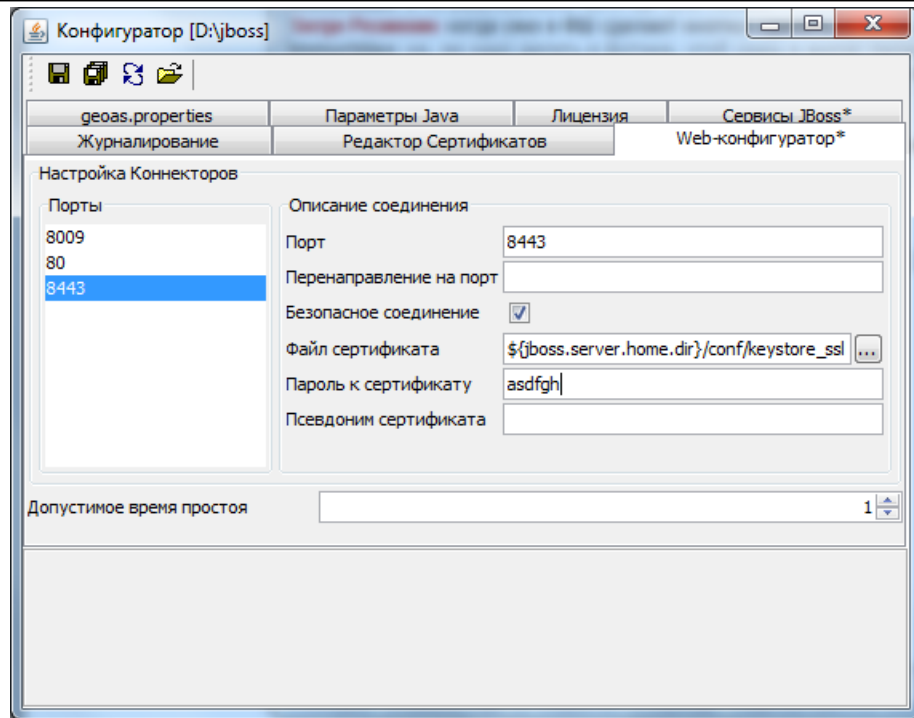 Конфигуратор [D:\jboss]
geoas.properties Параметры Java Лицензия Сервисы JBoss*
Журналирование Редактор Сертификатов Web-конфигуратор*
Настройка Коннекторов
Порты
8009
80
8443
Описание соединения
Порт 8443
Перенаправление на порт
Безопасное соединение
Файл сертификата ${jboss.server.home.dir}/conf/keystore_ssl ...
Пароль к сертификату asdfgh
Псевдоним сертификата
Допустимое время простоя 1